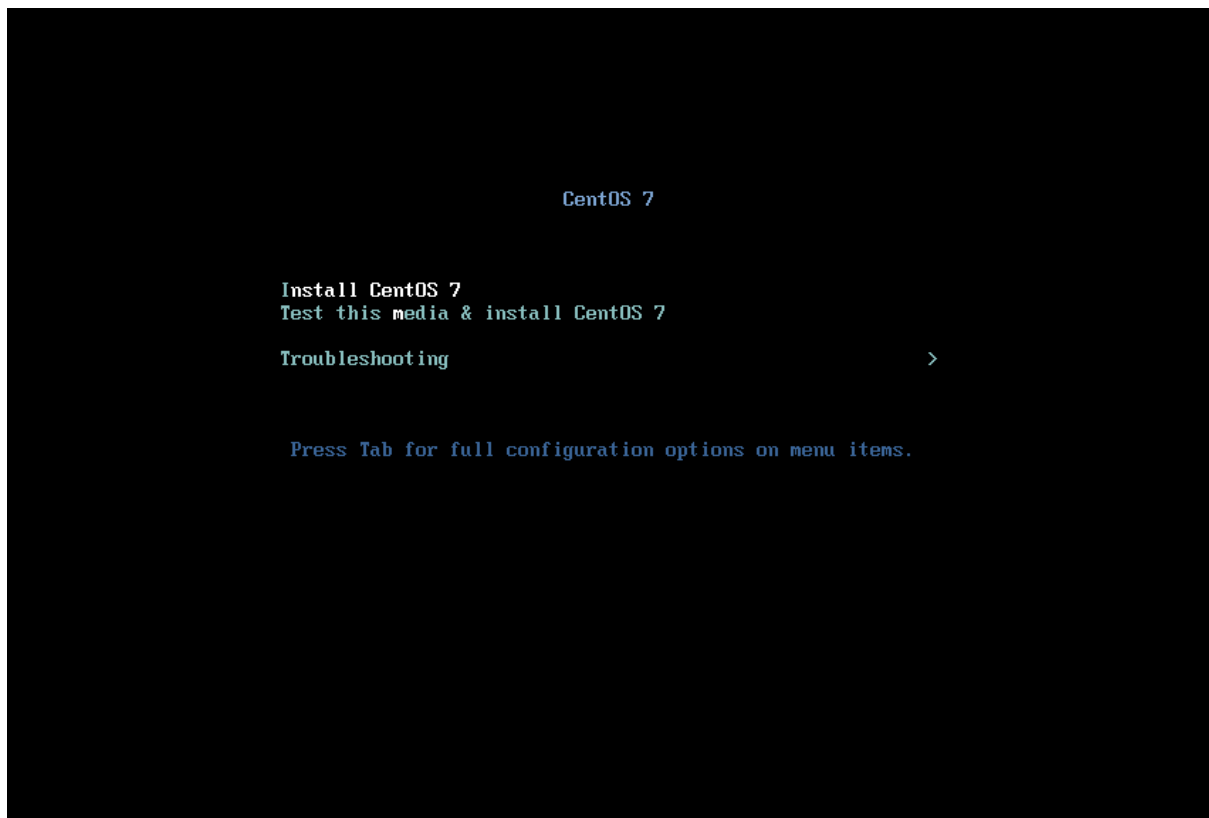 CentOS 7
Install CentOS 7
Test this media & install CentOS 7
Troubleshooting >
Press Tab for full configuration options on menu items.